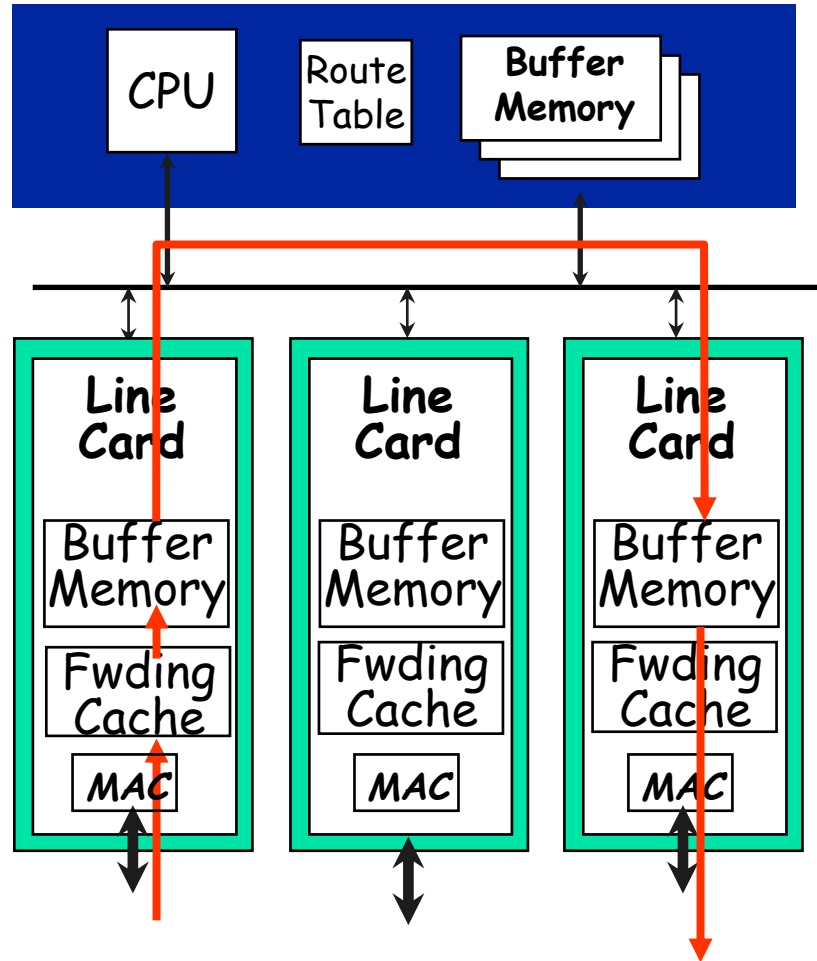 CPU
Route
Table
Buffer
Memory
Line
Card
Buffer
Memory
Fwding
Cache
MAC
Line
Card
Buffer
Memory
Fwding
Cache
MAC
Line
Card
Buffer
Memory
Fwding
Cache
MAC